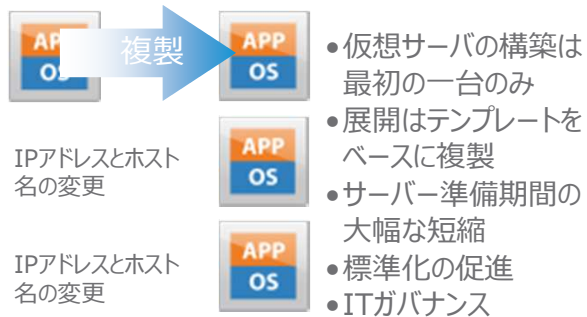 AP
OS
複製
APP
OS
IPアドレスとホスト
名の変更
APP
OS
IPアドレスとホスト
名の変更
APP
OS
●仮想サーバの構築は
最初の一台のみ
●展開はテンプレートを
ベースに複製
●サーバー準備期間の
大幅な短縮
●標準化の促進
●ITガバナンス